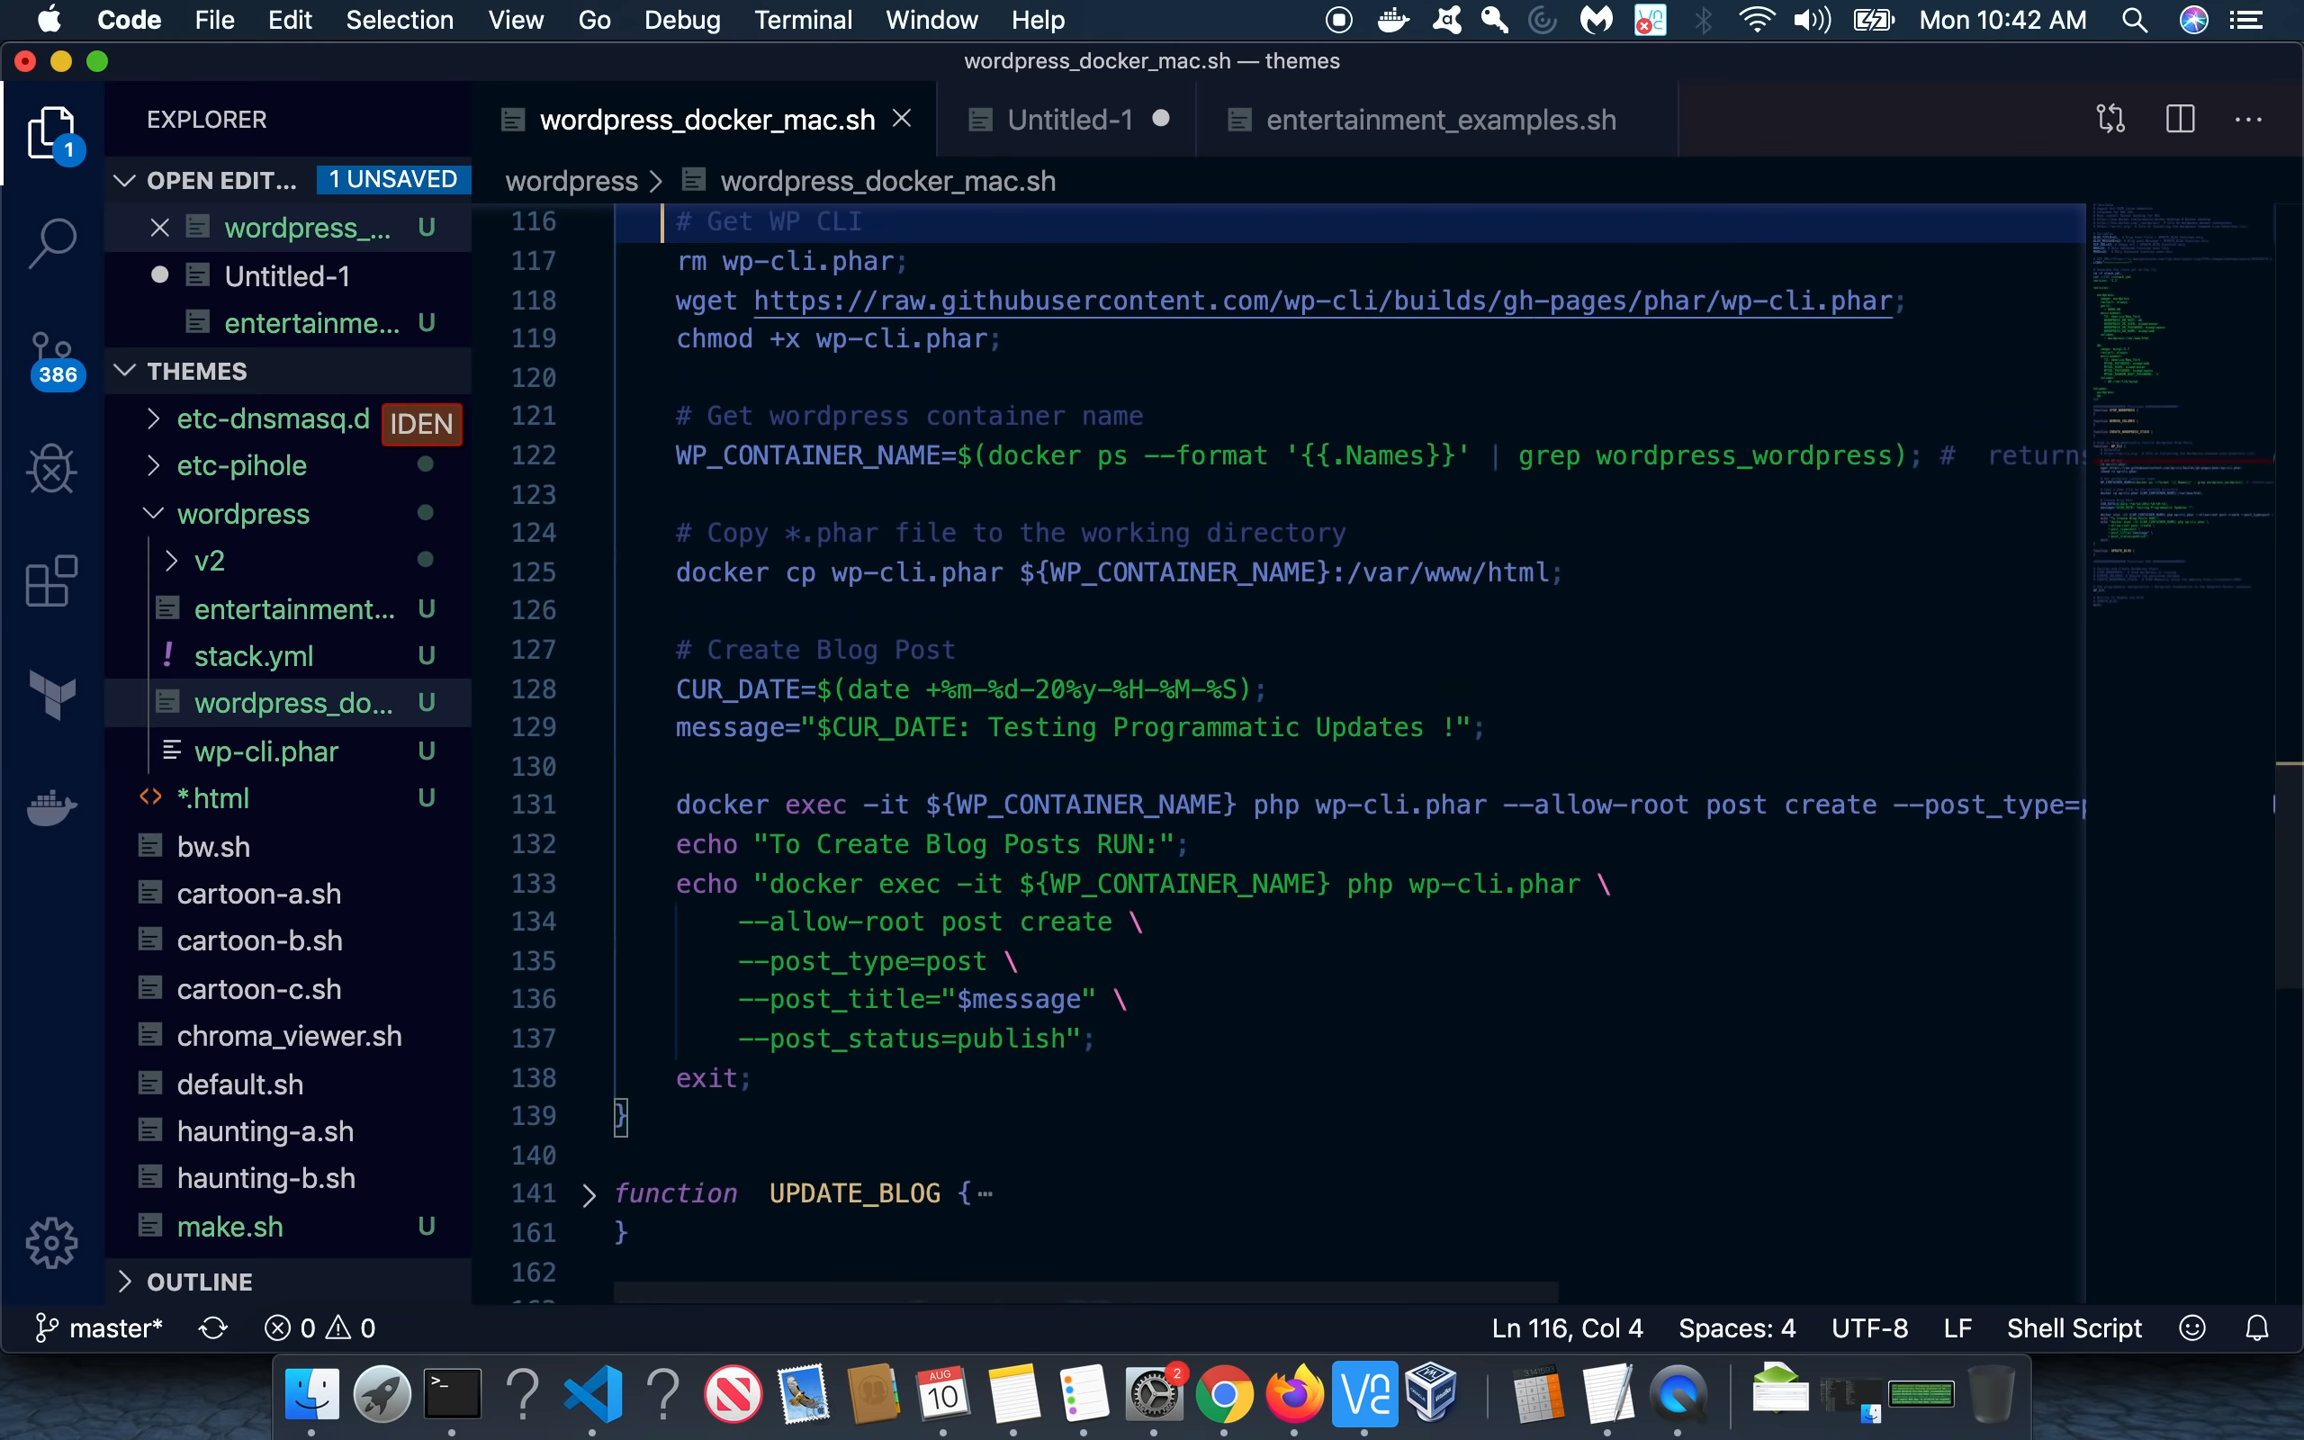 Code File Edit Selection View Go Debug Terminal Window Help Mon 10:42 AM
wordpress_docker_mac.sh — themes
EXPLORER
wordpress_docker_mac.sh Untitled-1 entertainment_examples.sh
1
OPEN EDIT... 1 UNSAVED
wordpress > wordpress_docker_mac.sh
wordpress_... U
Untitled-1
entertainme... U
386
THEMES
etc-dnsmasq.d IDEN
etc-pihole
wordpress
v2
entertainment... U
stack.yml U
wordpress_do... U
wp-cli.phar U
*.html U
bw.sh
cartoon-a.sh
cartoon-b.sh
cartoon-c.sh
chroma_viewer.sh
default.sh
haunting-a.sh
haunting-b.sh
make.sh U
OUTLINE
116 # Get WP CLI
117 rm wp-cli.phar;
118 wget https://raw.githubusercontent.com/wp-cli/builds/gh-pages/phar/wp-cli.phar;
119 chmod +x wp-cli.phar;
120
121 # Get wordpress container name
122 WP_CONTAINER_NAME=$(docker ps --format '{{.Names}}' | grep wordpress_wordpress); #  returns
123
124 # Copy *.phar file to the working directory
125 docker cp wp-cli.phar ${WP_CONTAINER_NAME}:/var/www/html;
126
127 # Create Blog Post
128 CUR_DATE=$(date +%m-%d-20%y-%H-%M-%S);
129 message="$CUR_DATE: Testing Programmatic Updates !";
130
131 docker exec -it ${WP_CONTAINER_NAME} php wp-cli.phar --allow-root post create --post_type=p
132 echo "To Create Blog Posts RUN:";
133 echo "docker exec -it ${WP_CONTAINER_NAME} php wp-cli.phar \
134 --allow-root post create \
135 --post_type=post \
136 --post_title="$message" \
137 --post_status=publish";
138 exit;
139 }
140
141 function  UPDATE_BLOG {
161 }
162
master* 0 0 Ln 116, Col 4 Spaces: 4 UTF-8 LF Shell Script
AUG
10
2